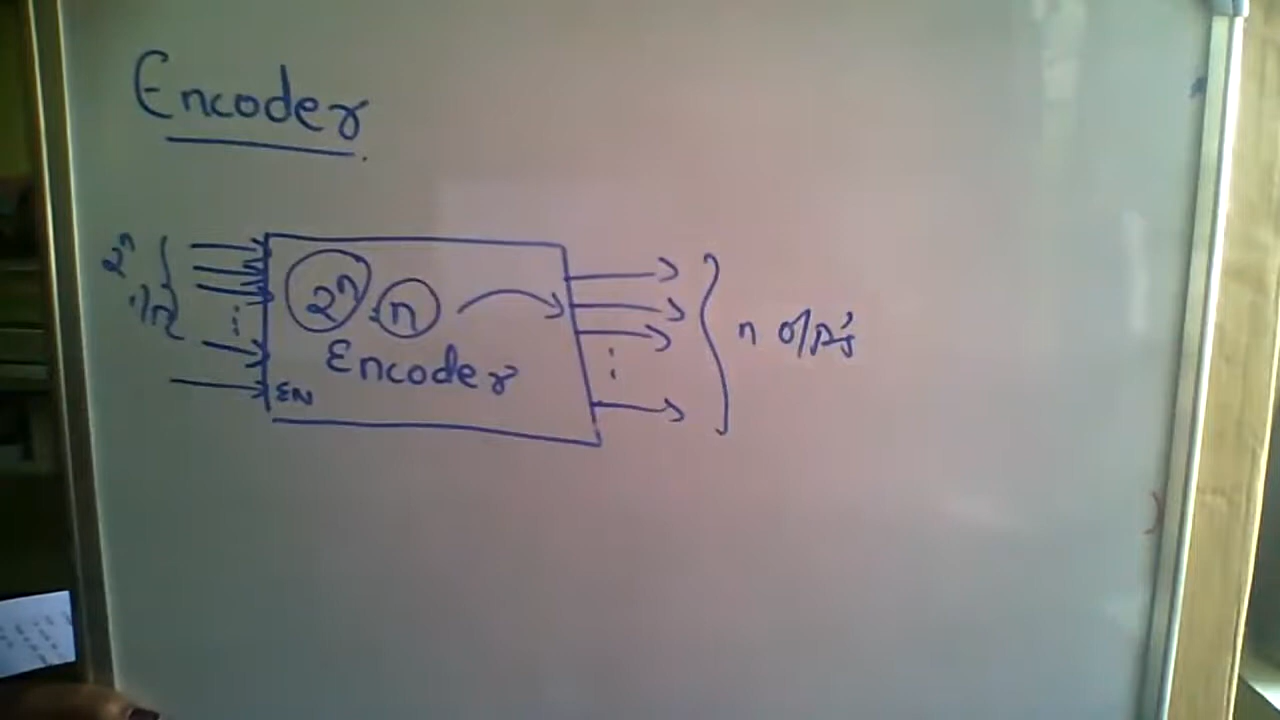 Encoder
2ⁿ
i/p
2ⁿ : n
Encoder
EN
n o/p's